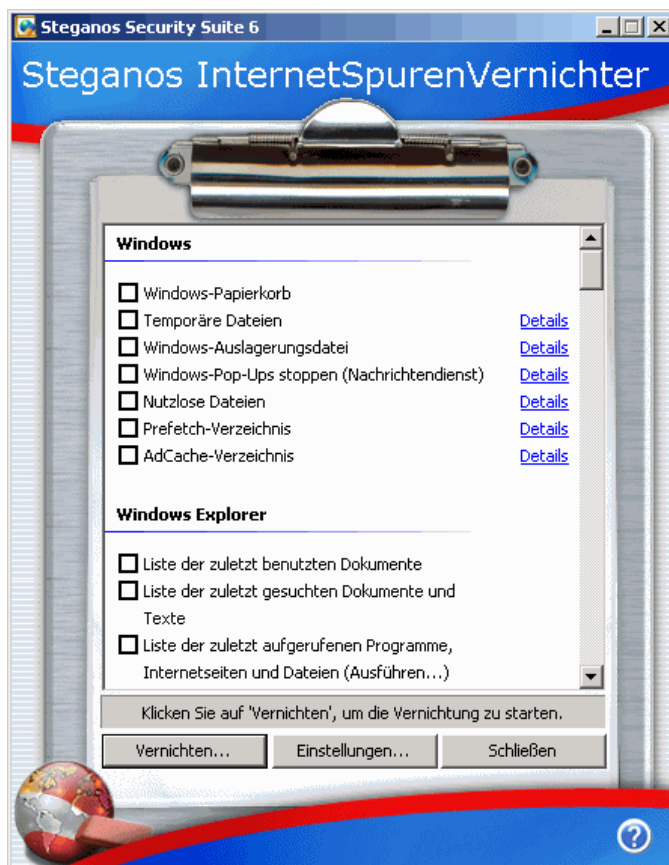 Steganos Security Suite 6
Steganos InternetSpurenVernichter
Windows
Windows-Papierkorb
Temporäre Dateien Details
Windows-Auslagerungsdatei Details
Windows-Pop-Ups stoppen (Nachrichtendienst) Details
Nutzlose Dateien Details
Prefetch-Verzeichnis Details
AdCache-Verzeichnis Details
Windows Explorer
Liste der zuletzt benutzten Dokumente
Liste der zuletzt gesuchten Dokumente und
Texte
Liste der zuletzt aufgerufenen Programme,
Internetseiten und Dateien (Ausführen...)
Klicken Sie auf 'Vernichten', um die Vernichtung zu starten.
Vernichten... Einstellungen... Schließen
?